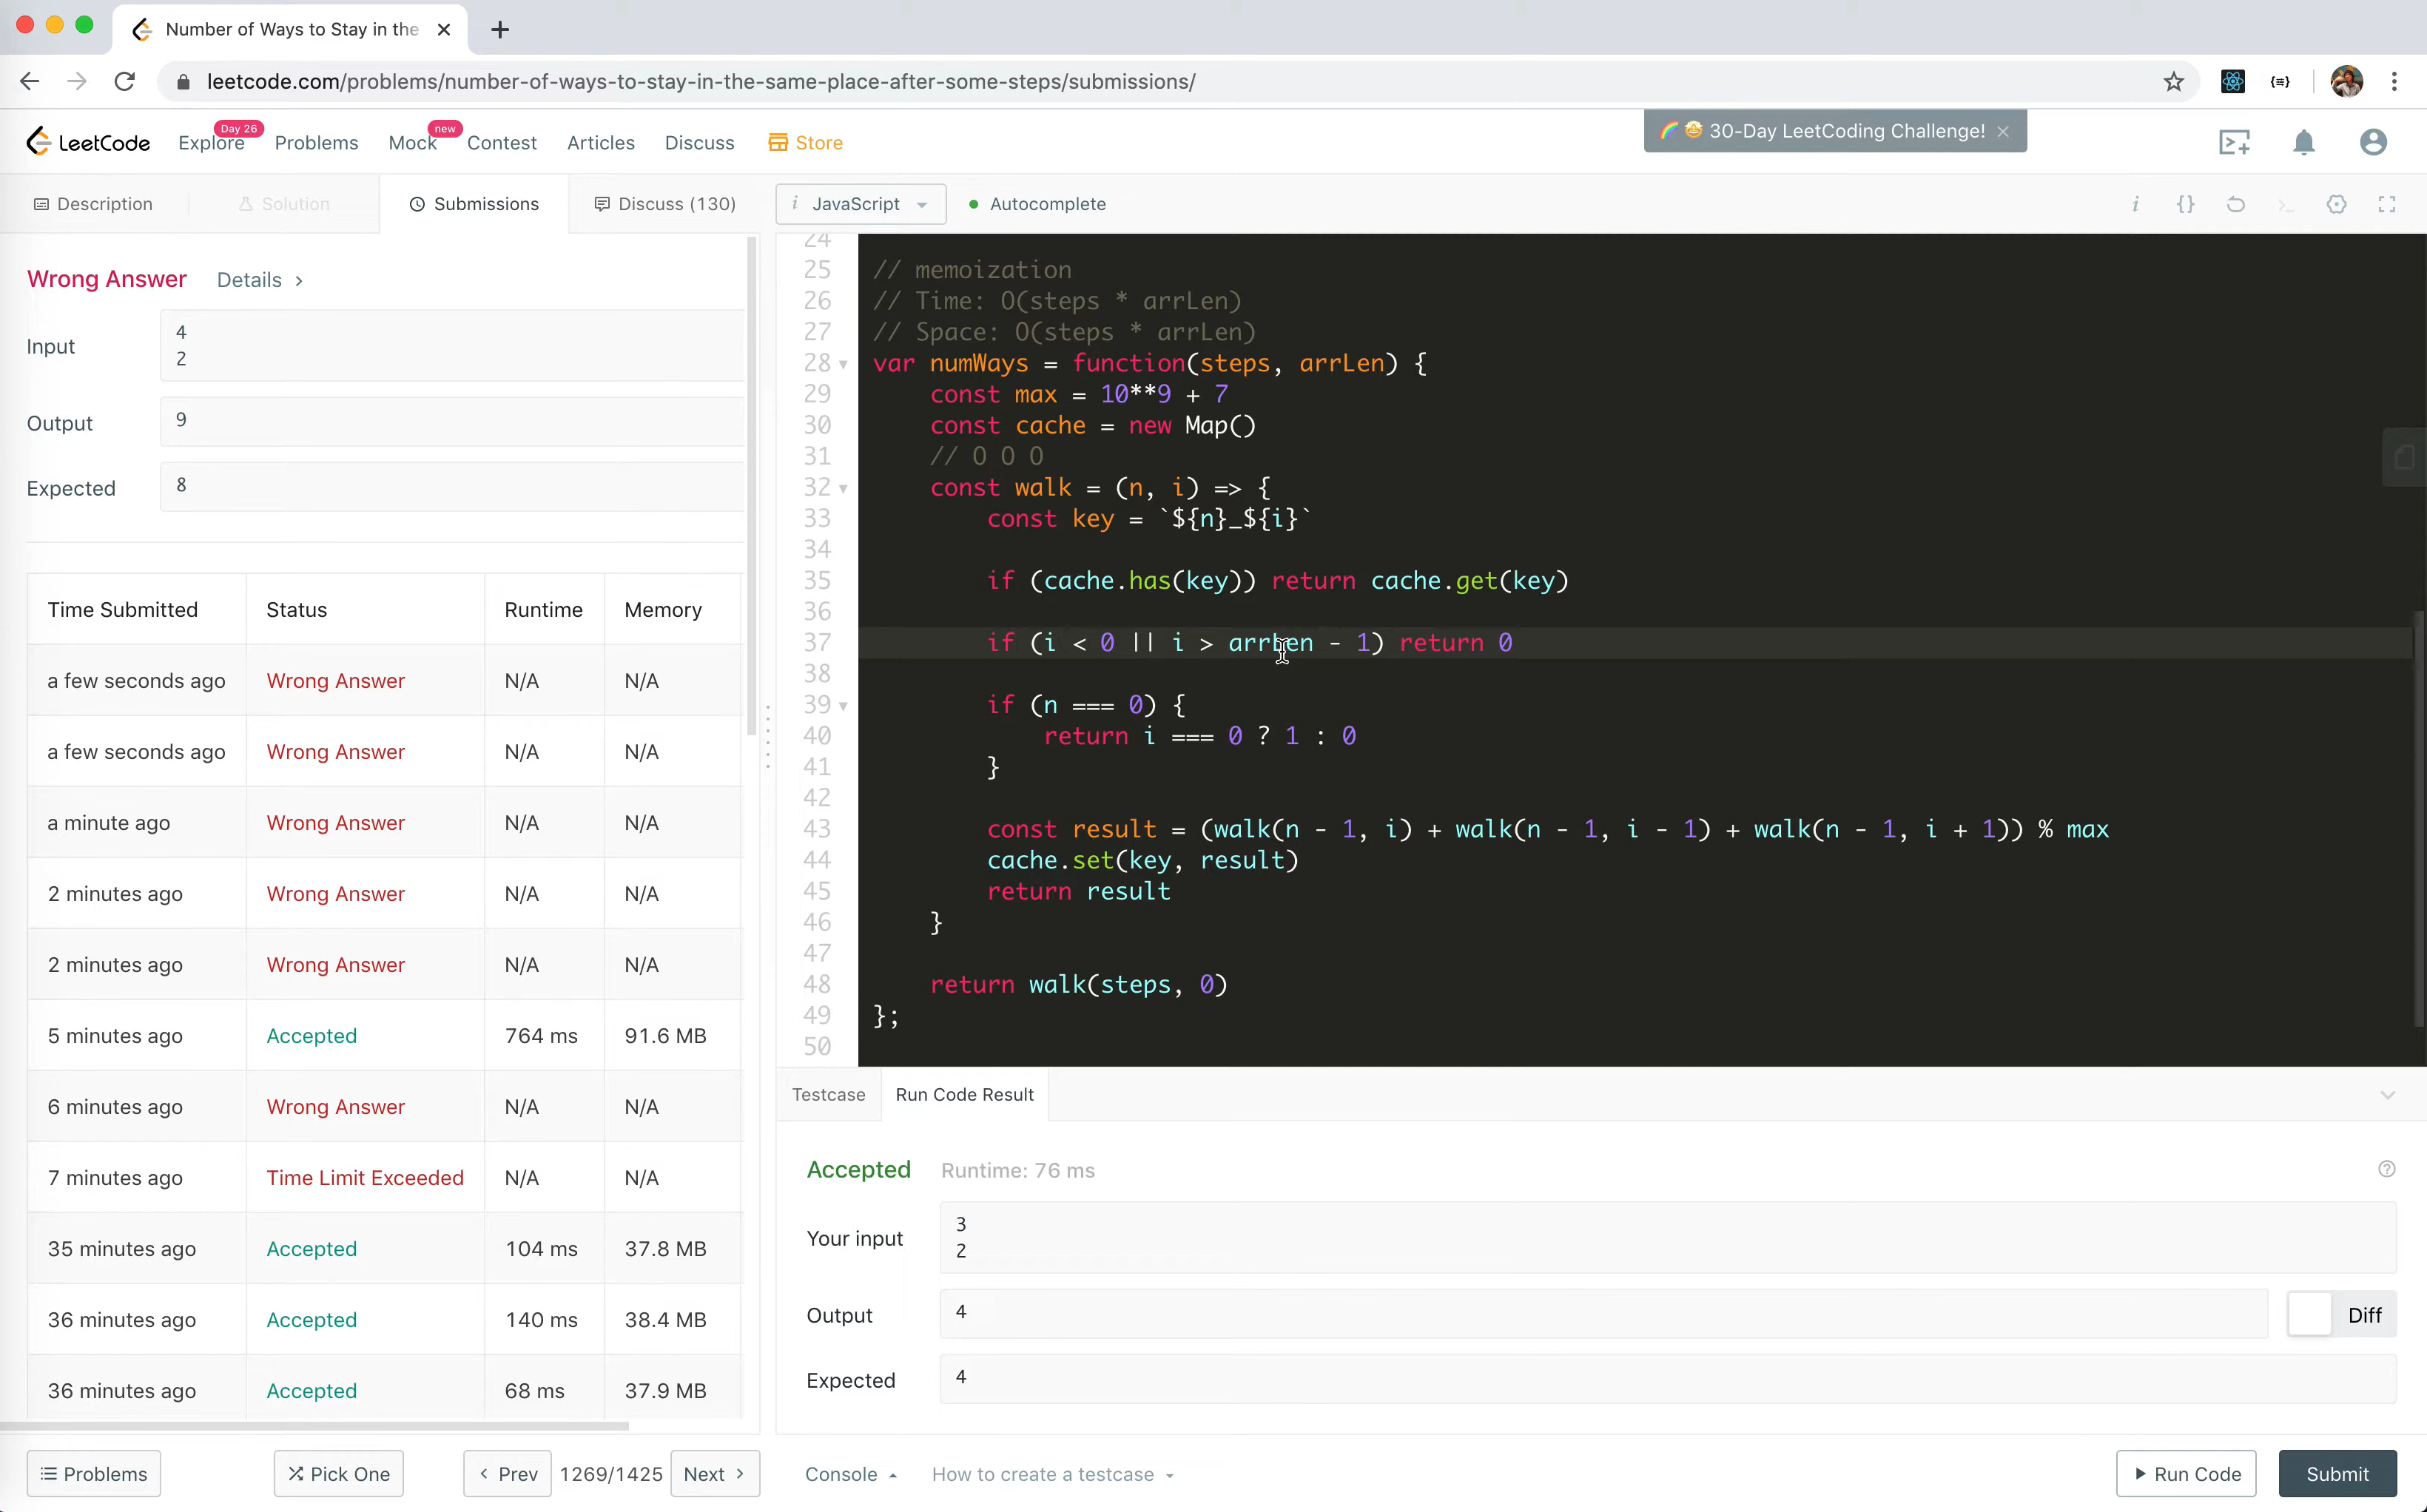 Number of Ways to Stay in the
leetcode.com/problems/number-of-ways-to-stay-in-the-same-place-after-some-steps/submissions/
LeetCode
Explore
Day 26
Problems
Mock
new
Contest
Articles
Discuss
Store
🌈 🤩 30-Day LeetCoding Challenge!
Description
Solution
Submissions
Discuss (130)
i JavaScript
Autocomplete
Wrong Answer Details
Input
4
2
Output
9
Expected
8
Time Submitted Status Runtime Memory
a few seconds ago Wrong Answer N/A N/A
a few seconds ago Wrong Answer N/A N/A
a minute ago Wrong Answer N/A N/A
2 minutes ago Wrong Answer N/A N/A
2 minutes ago Wrong Answer N/A N/A
5 minutes ago Accepted 764 ms 91.6 MB
6 minutes ago Wrong Answer N/A N/A
7 minutes ago Time Limit Exceeded N/A N/A
35 minutes ago Accepted 104 ms 37.8 MB
36 minutes ago Accepted 140 ms 38.4 MB
36 minutes ago Accepted 68 ms 37.9 MB
Problems
Pick One
Prev
1269/1425
Next
24
25 // memoization
26 // Time: O(steps * arrLen)
27 // Space: O(steps * arrLen)
28 var numWays = function(steps, arrLen) {
29 const max = 10**9 + 7
30 const cache = new Map()
31 // O O O
32 const walk = (n, i) => {
33 const key = `${n}_${i}`
34
35 if (cache.has(key)) return cache.get(key)
36
37 if (i < 0 || i > arrLen - 1) return 0
38
39 if (n === 0) {
40 return i === 0 ? 1 : 0
41 }
42
43 const result = (walk(n - 1, i) + walk(n - 1, i - 1) + walk(n - 1, i + 1)) % max
44 cache.set(key, result)
45 return result
46 }
47
48 return walk(steps, 0)
49 };
50
Testcase
Run Code Result
Accepted Runtime: 76 ms
Your input
3
2
Output
4
Diff
Expected
4
Console
How to create a testcase
Run Code
Submit